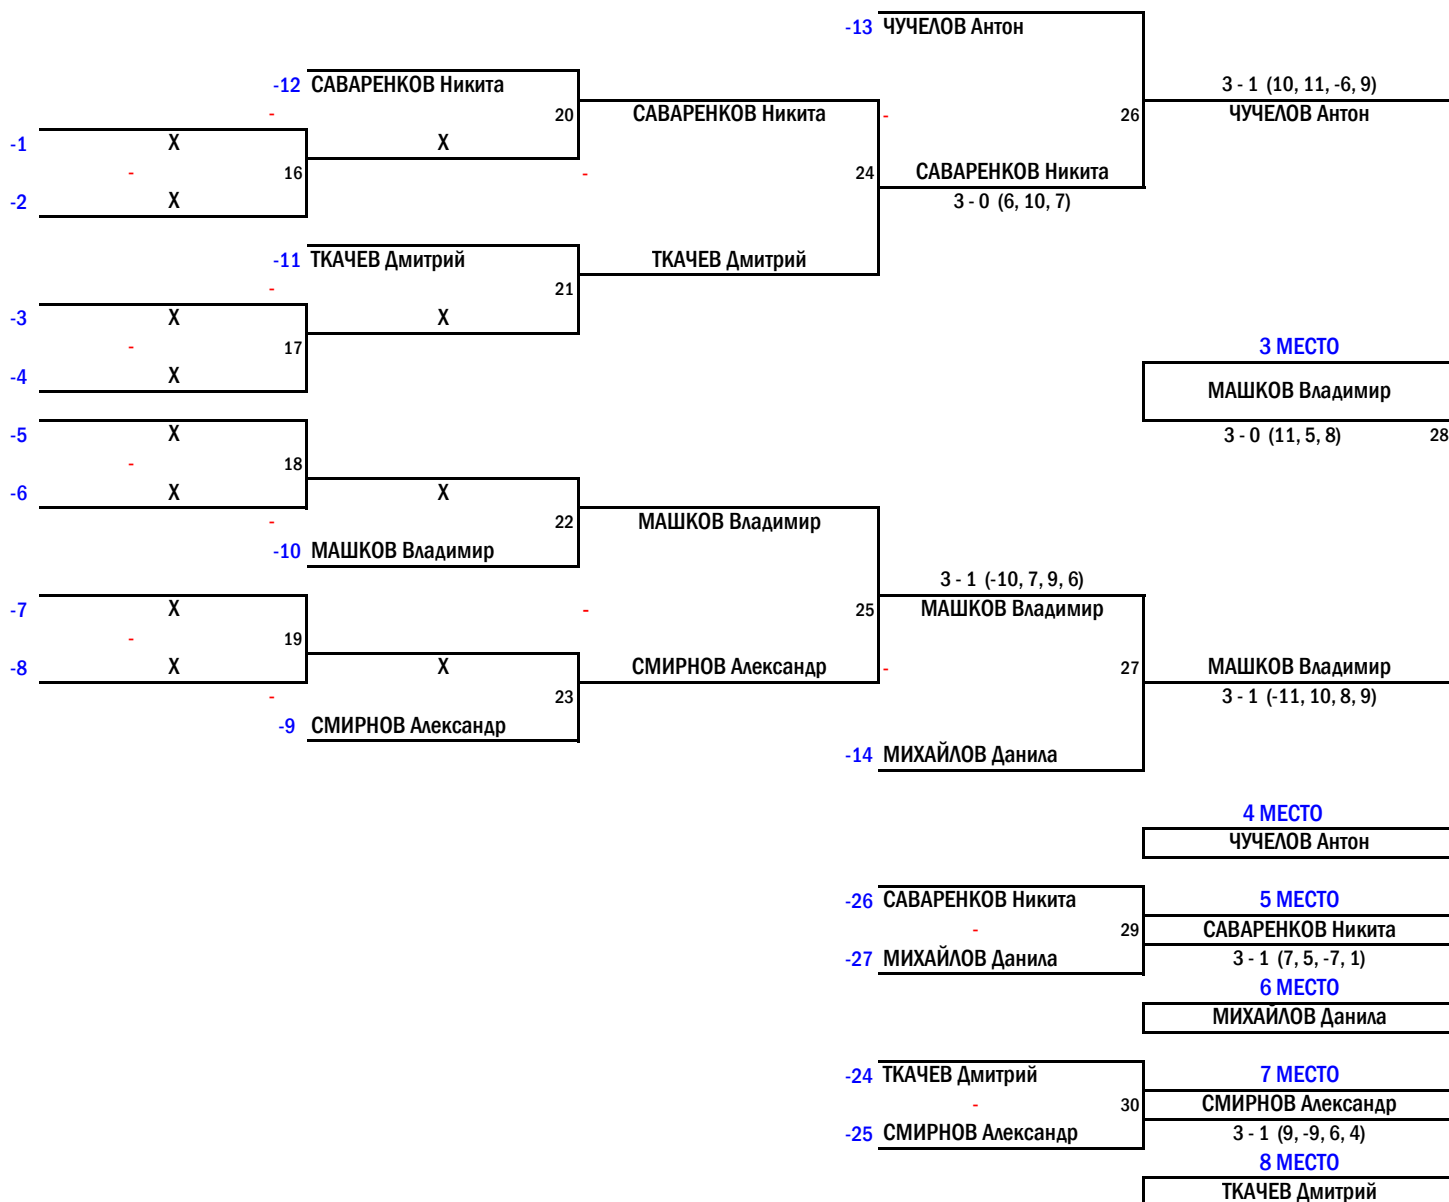 -13 ЧУЧЕЛОВ Антон
-12 САВАРЕНКОВ Никита
3 - 1 (10, 11, -6, 9)
- 20 САВАРЕНКОВ Никита - 26 ЧУЧЕЛОВ Антон
-1 X X
- 16 - 24 САВАРЕНКОВ Никита
-2 X 3 - 0 (6, 10, 7)
-11 ТКАЧЕВ Дмитрий ТКАЧЕВ Дмитрий
- 21
-3 X X
- 17 3 МЕСТО
-4 X МАШКОВ Владимир
-5 X 3 - 0 (11, 5, 8) 28
- 18
-6 X X
- 22 МАШКОВ Владимир
-10 МАШКОВ Владимир
3 - 1 (-10, 7, 9, 6)
-7 X - 25 МАШКОВ Владимир
- 19
-8 X X СМИРНОВ Александр - 27 МАШКОВ Владимир
- 23 3 - 1 (-11, 10, 8, 9)
-9 СМИРНОВ Александр
-14 МИХАЙЛОВ Данила
4 МЕСТО
ЧУЧЕЛОВ Антон
-26 САВАРЕНКОВ Никита 5 МЕСТО
- 29 САВАРЕНКОВ Никита
-27 МИХАЙЛОВ Данила 3 - 1 (7, 5, -7, 1)
6 МЕСТО
МИХАЙЛОВ Данила
-24 ТКАЧЕВ Дмитрий 7 МЕСТО
- 30 СМИРНОВ Александр
-25 СМИРНОВ Александр 3 - 1 (9, -9, 6, 4)
8 МЕСТО
ТКАЧЕВ Дмитрий